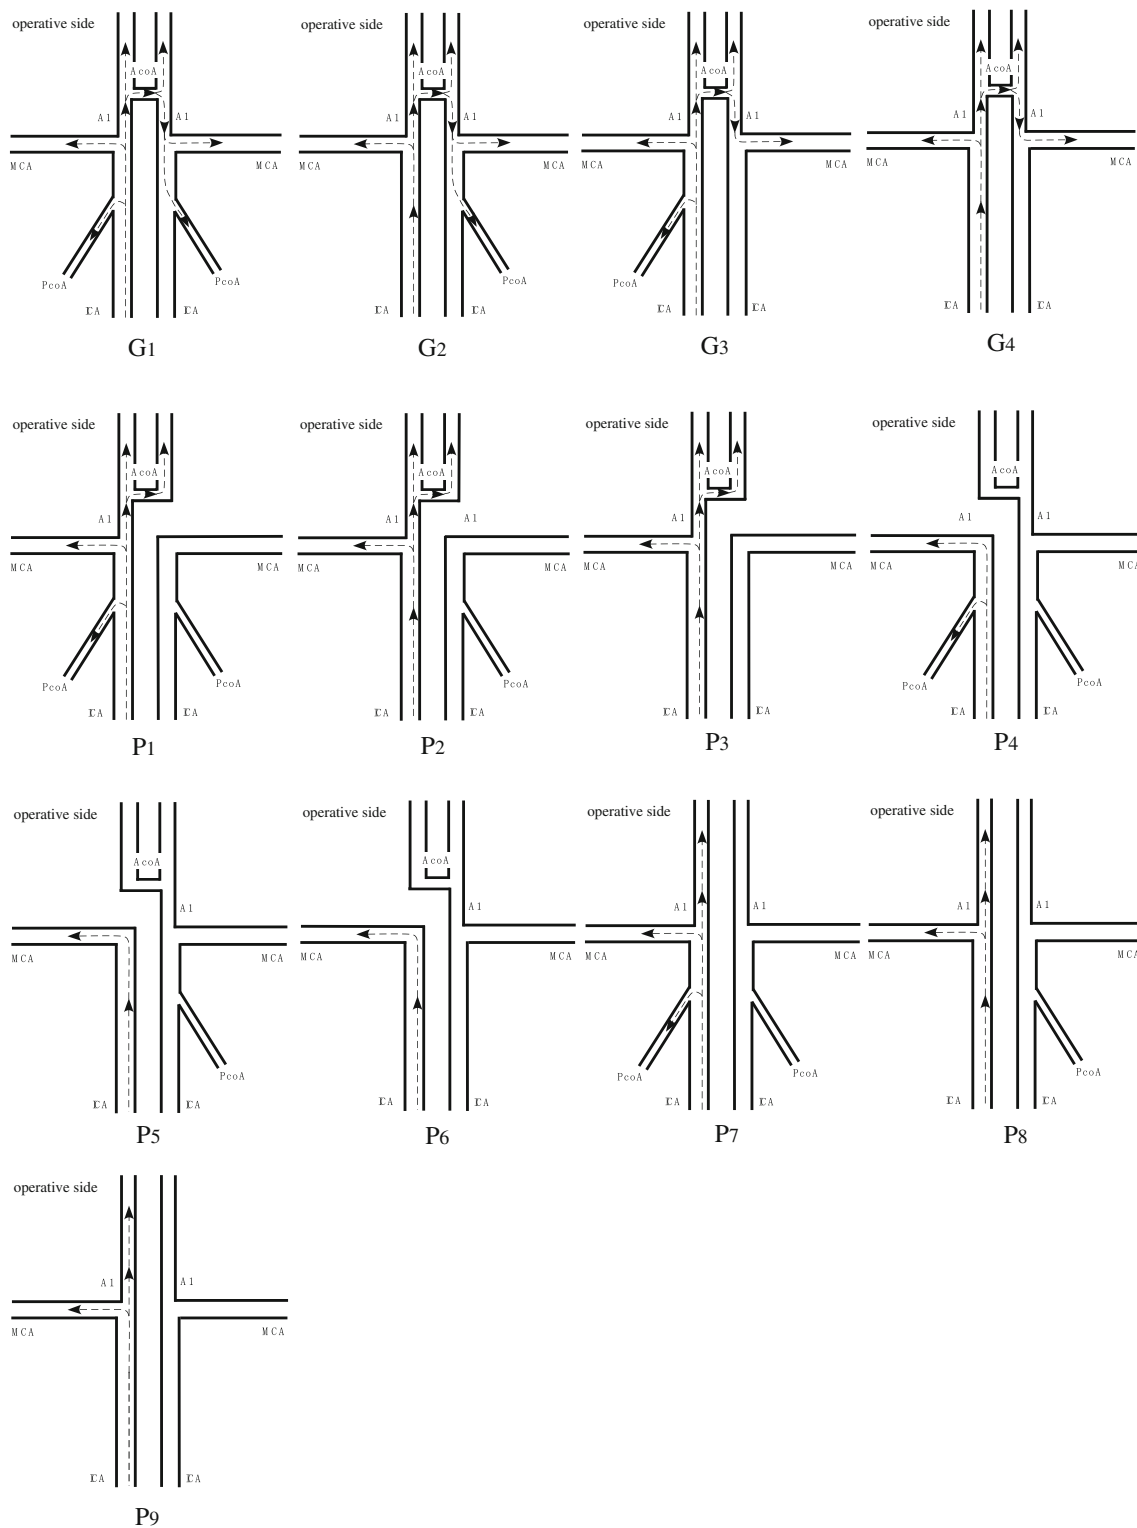 operative side
AcoA
A1
A1
MCA
MCA
PcoA
PcoA
ICA
ICA
G1
operative side
AcoA
A1
A1
MCA
MCA
PcoA
ICA
ICA
G2
operative side
AcoA
A1
A1
MCA
MCA
PcoA
ICA
ICA
G3
operative side
AcoA
A1
A1
MCA
MCA
ICA
ICA
G4
operative side
AcoA
A1
MCA
MCA
PcoA
PcoA
ICA
ICA
P1
operative side
AcoA
A1
MCA
MCA
PcoA
ICA
ICA
P2
operative side
AcoA
A1
MCA
MCA
ICA
ICA
P3
operative side
AcoA
A1
A1
MCA
MCA
PcoA
PcoA
ICA
ICA
P4
operative side
AcoA
A1
MCA
MCA
PcoA
ICA
ICA
P5
operative side
AcoA
A1
MCA
MCA
ICA
ICA
P6
operative side
A1
A1
MCA
MCA
PcoA
PcoA
ICA
ICA
P7
operative side
A1
A1
MCA
MCA
PcoA
ICA
ICA
P8
operative side
A1
A1
MCA
MCA
ICA
ICA
P9